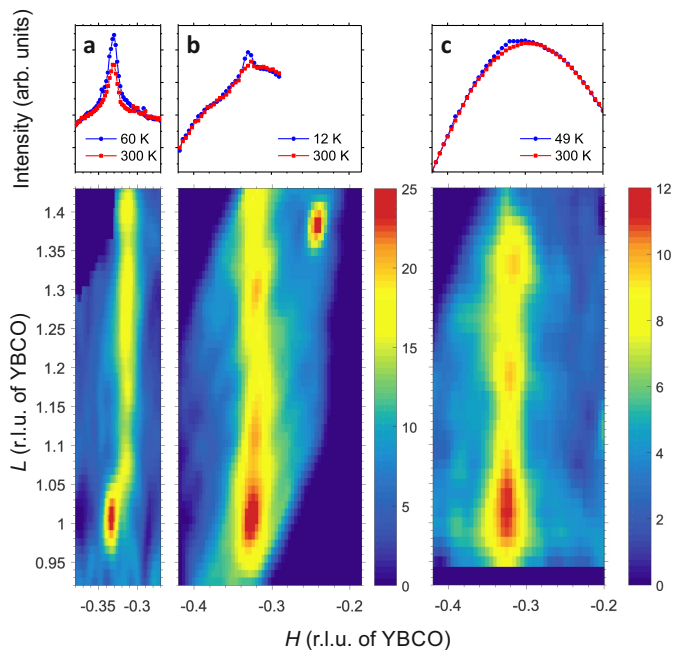 Intensity (arb. units)
a
60 K
300 K
b
12 K
300 K
c
49 K
300 K
L (r.l.u. of YBCO)
1.4
1.35
1.3
1.25
1.2
1.15
1.1
1.05
1
0.95
-0.35
-0.3
-0.4
-0.3
-0.2
25
20
15
10
5
0
-0.4
-0.3
-0.2
12
10
8
6
4
2
0
H (r.l.u. of YBCO)